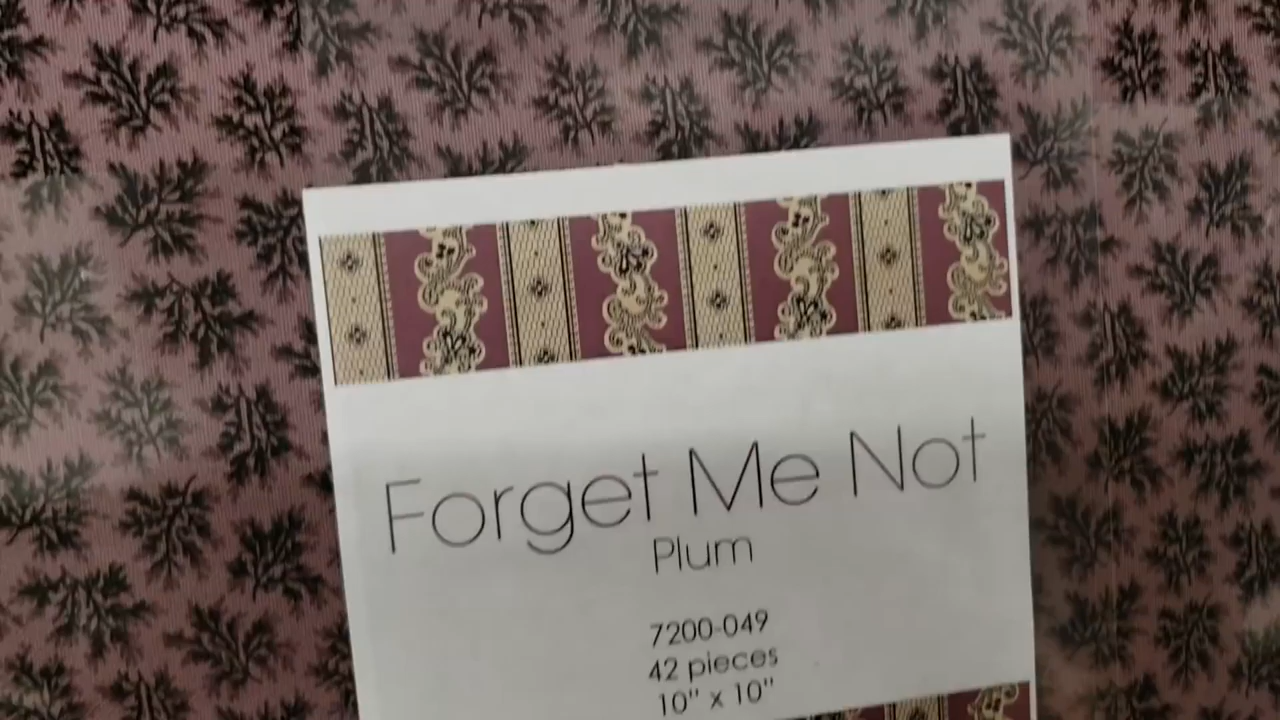 Forget Me Not
Plum
7200-049
42 pieces
10" x 10"